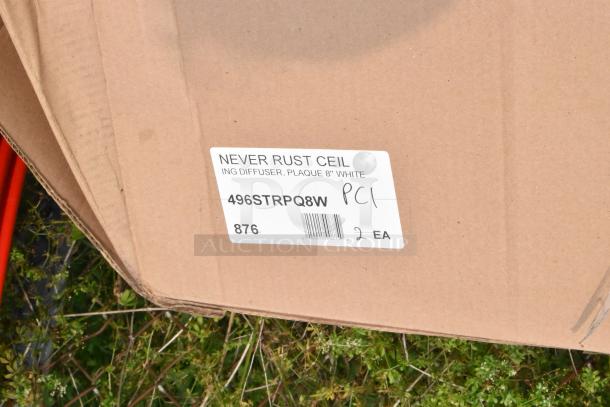 NEVER RUST CEIL
ING DIFFUSER, PLAQUE 8" WHITE
496STRPQ8W PCI
876 2 EA
PCI
AUCTION GROUP